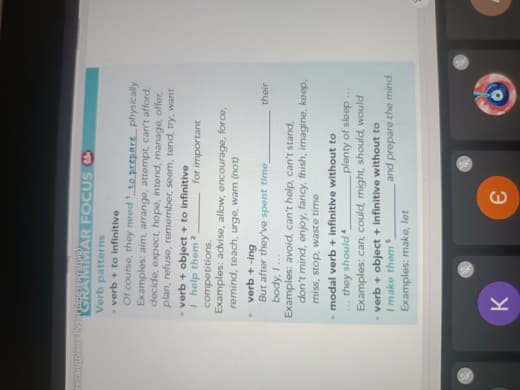 GRAMMAR FOCUS
Verb patterns
• verb + to infinitive
Of course, they need ¹ to prepare physically.
Examples: aim, arrange, attempt, can't afford,
decide, expect, hope, intend, manage, offer,
plan, refuse, remember, seem, tend, try, want
• verb + object + to infinitive
I help them ² ______ for important
competitions.
Examples: advise, allow, encourage, force,
remind, teach, urge, warn (not)
• verb + -ing
But after they've spent time ______ their
body, I ...
Examples: avoid, can't help, can't stand,
don't mind, enjoy, fancy, finish, imagine, keep,
miss, stop, waste time
• modal verb + infinitive without to
... they should ⁴ ______ plenty of sleep ...
Examples: can, could, might, should, would
• verb + object + infinitive without to
I make them ⁵ ______ and prepare the mind.
Examples: make, let
K
Є